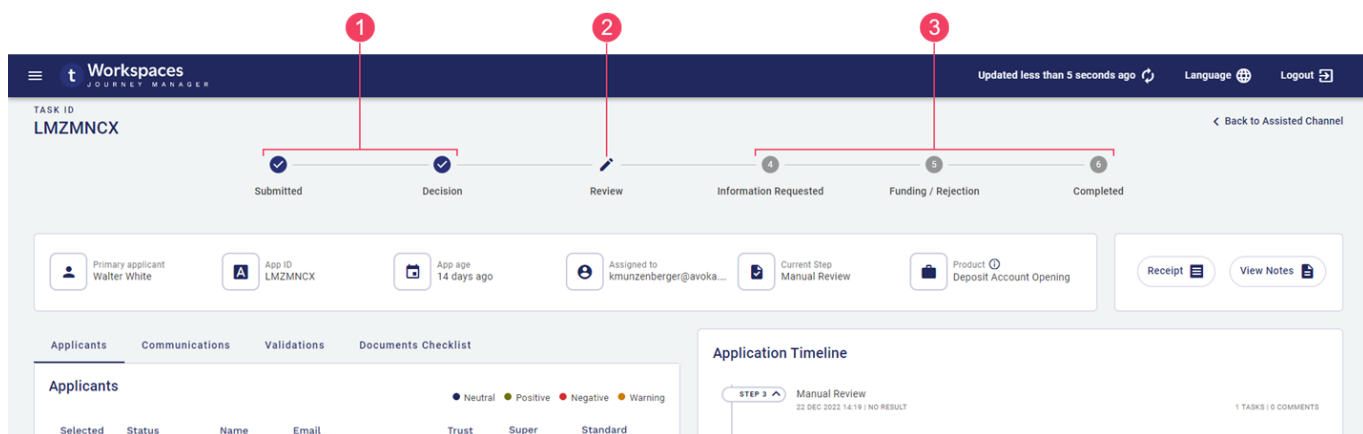 1 2 3
t Workspaces Updated less than 5 seconds ago Language Logout
JOURNEY MANAGER
TASK ID
LMZMNCX
Back to Assisted Channel
4 5 6
Submitted Decision Review Information Requested Funding / Rejection Completed
Primary applicant App ID App age Assigned to Current Step Product
Walter White LMZMNCX 14 days ago kmunzenberger@avoka.... Manual Review Deposit Account Opening
A
Receipt View Notes
Applicants Communications Validations Documents Checklist
Application Timeline
Applicants
Neutral Positive Negative Warning
STEP 3 Manual Review
22 DEC 2022 14:19 | NO RESULT 1 TASKS | 0 COMMENTS
Selected Status Name Email Trust Super Standard